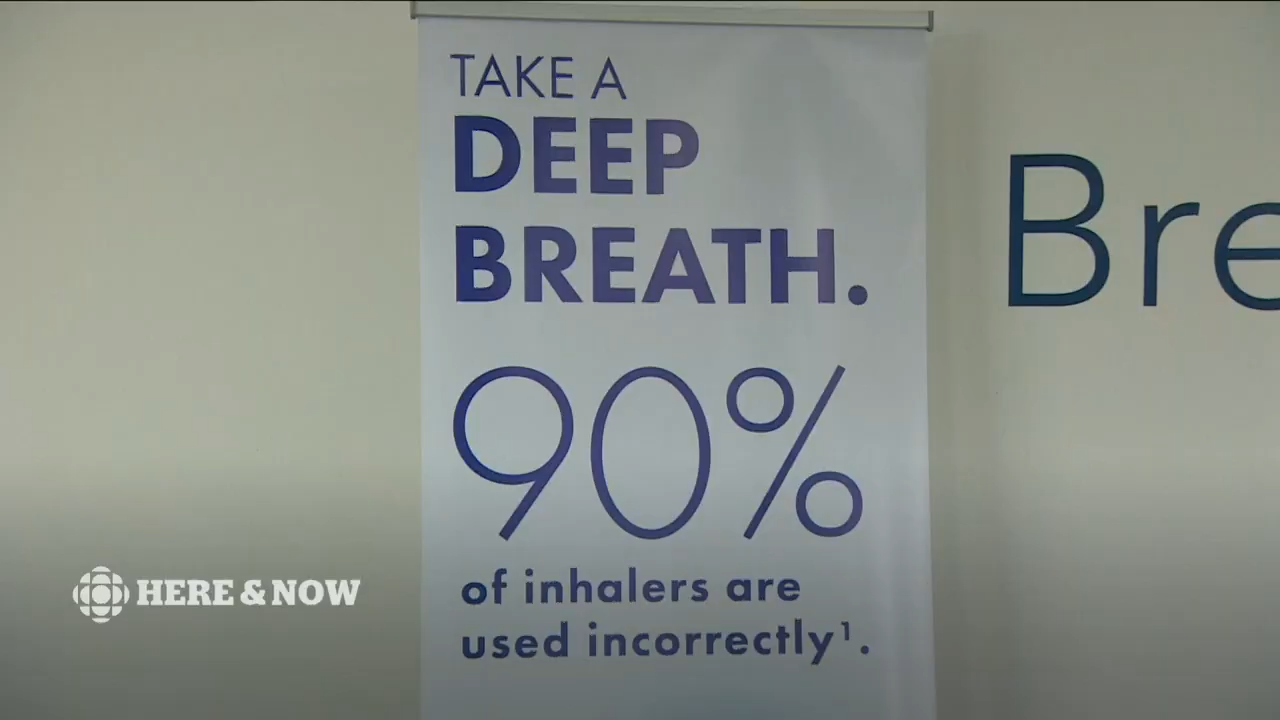 TAKE A
DEEP
BREATH.
90%
of inhalers are
used incorrectly¹.
Bre
HERE & NOW